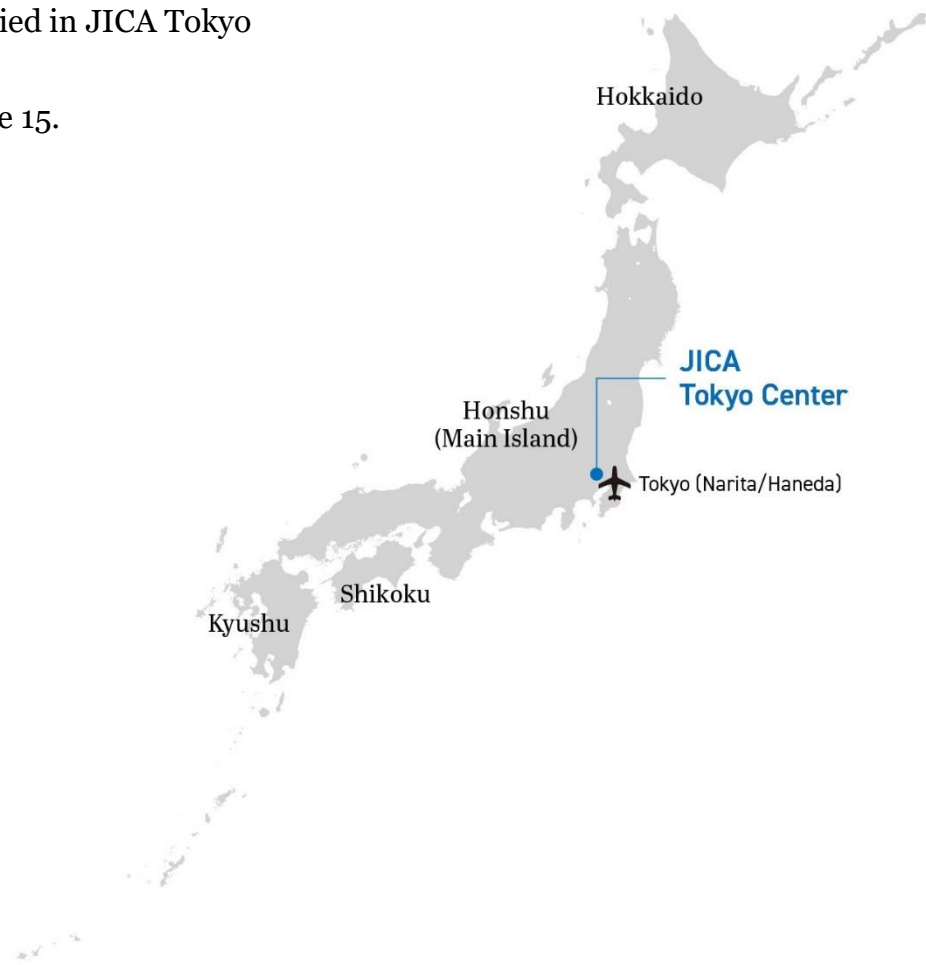 ied in JICA Tokyo
e 15.
Hokkaido
JICA
Tokyo Center
Honshu
(Main Island)
Tokyo (Narita/Haneda)
Shikoku
Kyushu